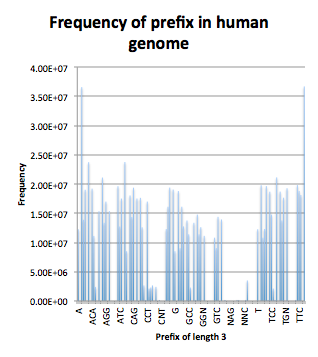 Frequency of prefix in human
genome
4.00E+07
3.50E+07
3.00E+07
2.50E+07
2.00E+07
1.50E+07
1.00E+07
5.00E+06
0.00E+00
Frequency
A
ACA
AGG
ATC
CAG
CCT
CNT
G
GCC
GGN
GTC
NAG
NNC
T
TCC
TGN
TTC
Prefix of length 3